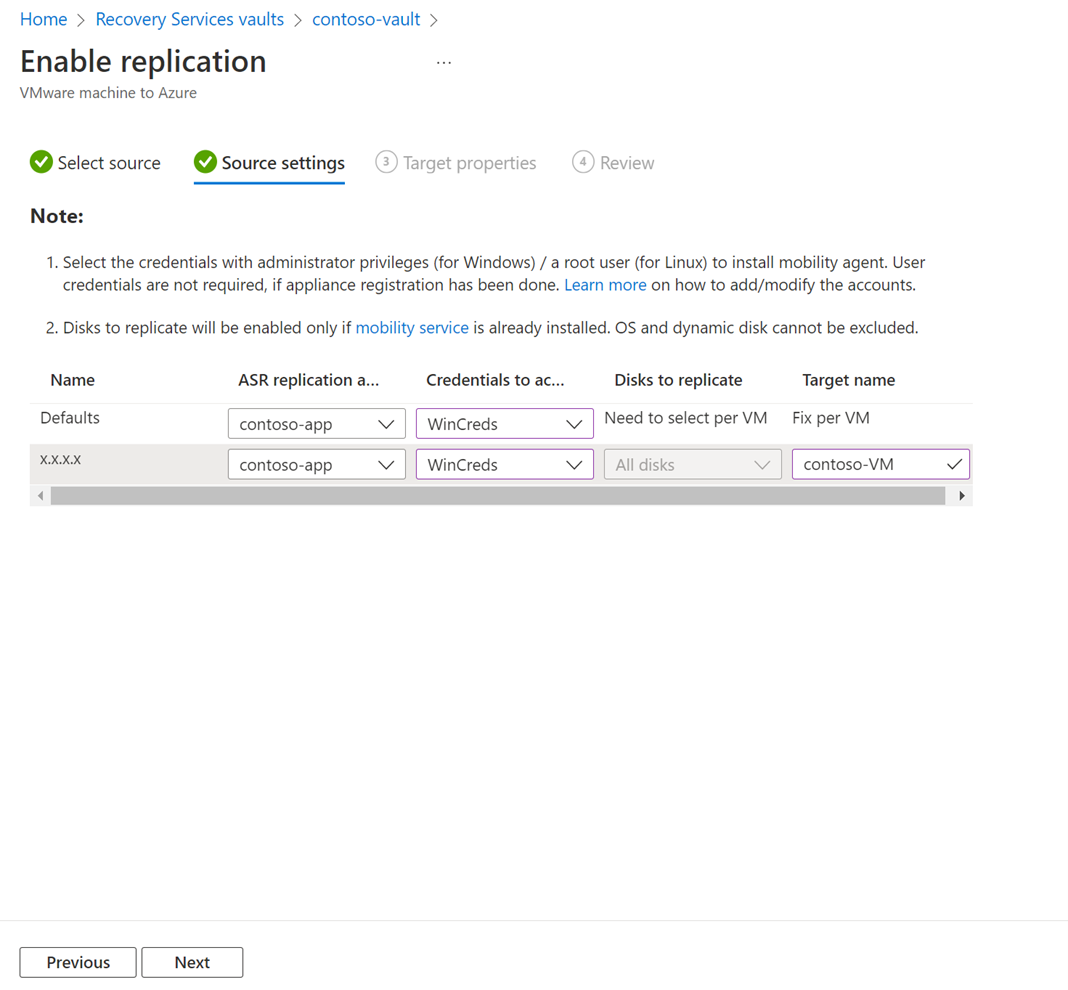 Home > Recovery Services vaults > contoso-vault >
Enable replication ...
VMware machine to Azure
Select source Source settings 3 Target properties 4 Review
Note:
1. Select the credentials with administrator privileges (for Windows) / a root user (for Linux) to install mobility agent. User
credentials are not required, if appliance registration has been done. Learn more on how to add/modify the accounts.
2. Disks to replicate will be enabled only if mobility service is already installed. OS and dynamic disk cannot be excluded.
Name ASR replication a... Credentials to ac... Disks to replicate Target name
Defaults contoso-app WinCreds Need to select per VM Fix per VM
x.x.x.x contoso-app WinCreds All disks contoso-VM
Previous Next